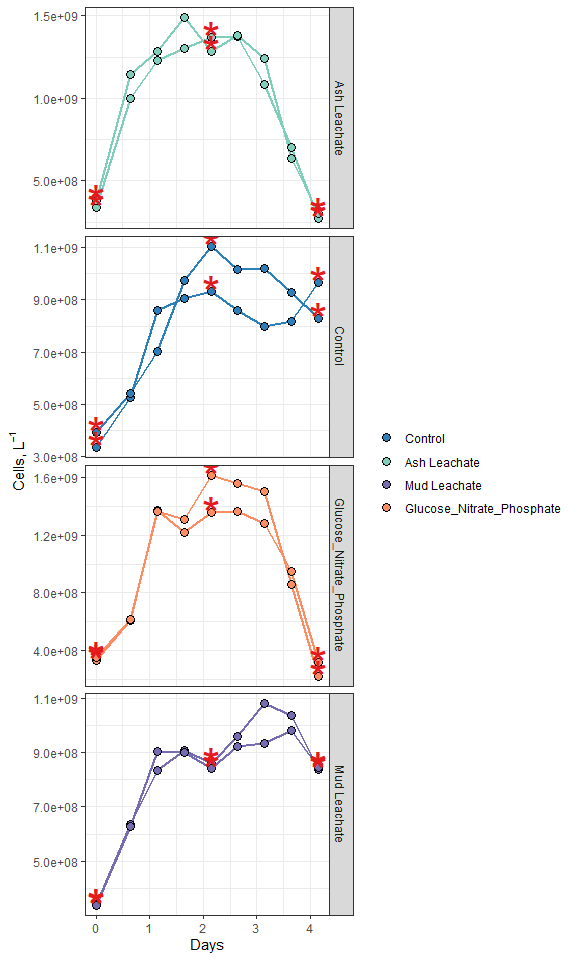 1.5e+09
1.0e+09
5.0e+08
Ash Leachate
1.1e+09
9.0e+08
7.0e+08
5.0e+08
3.0e+08
Control
1.6e+09
1.2e+09
8.0e+08
4.0e+08
Glucose_Nitrate_Phosphate
1.1e+09
9.0e+08
7.0e+08
5.0e+08
Mud Leachate
0 1 2 3 4
Days
Cells, L⁻¹
Control
Ash Leachate
Mud Leachate
Glucose_Nitrate_Phosphate